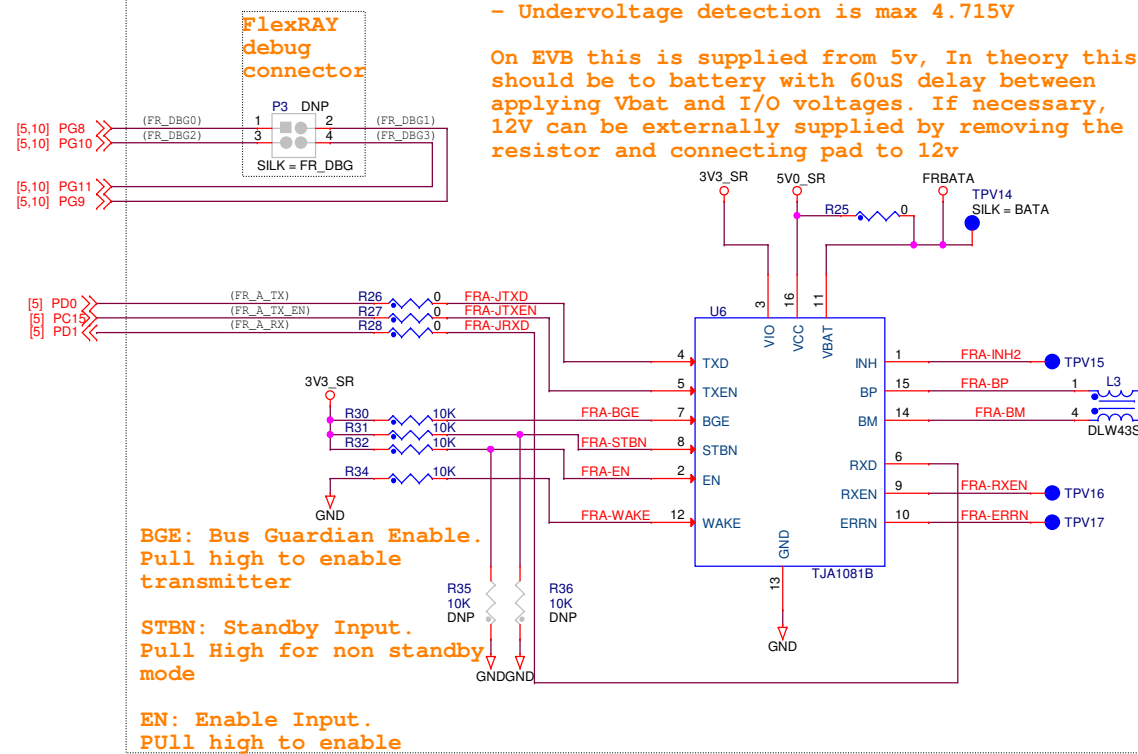 – Undervoltage detection is max 4.715V
On EVB this is supplied from 5v, In theory this
should be to battery with 60uS delay between
applying Vbat and I/O voltages. If necessary,
12V can be externally supplied by removing the
resistor and connecting pad to 12v
FlexRAY
debug
connector
P3 DNP
[5,10] PG8 (FR_DBG0) 1 2 (FR_DBG1)
[5,10] PG10 (FR_DBG2) 3 4 (FR_DBG3)
SILK = FR_DBG
[5,10] PG11
[5,10] PG9
3V3_SR 5V0_SR FRBATA
TPV14
SILK = BATA
R25 0
[5] PD0 (FR_A_TX) R26 0 FRA-JTXD
[5] PC15 (FR_A_TX_EN) R27 0 FRA-JTXEN
[5] PD1 (FR_A_RX) R28 0 FRA-JRXD
3 16 11
U6
VIO VCC VBAT
4 TXD INH 1 FRA-INH2 TPV15
5 TXEN BP 15 FRA-BP 1 L3
3V3_SR
R30 10K FRA-BGE 7 BGE BM 14 FRA-BM 4
DLW43S
R31 10K FRA-STBN 8 STBN
R32 10K FRA-EN 2 EN
RXD 6
R34 10K FRA-WAKE 12 WAKE
RXEN 9 FRA-RXEN TPV16
ERRN 10 FRA-ERRN TPV17
GND
GND
13
TJA1081B
GND
BGE: Bus Guardian Enable.
Pull high to enable
transmitter
R35
10K
DNP
R36
10K
DNP
GND GND
STBN: Standby Input.
Pull High for non standby
mode
EN: Enable Input.
PUll high to enable